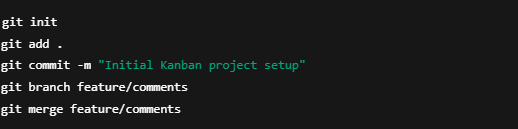 git init
git add .
git commit -m "Initial Kanban project setup"
git branch feature/comments
git merge feature/comments